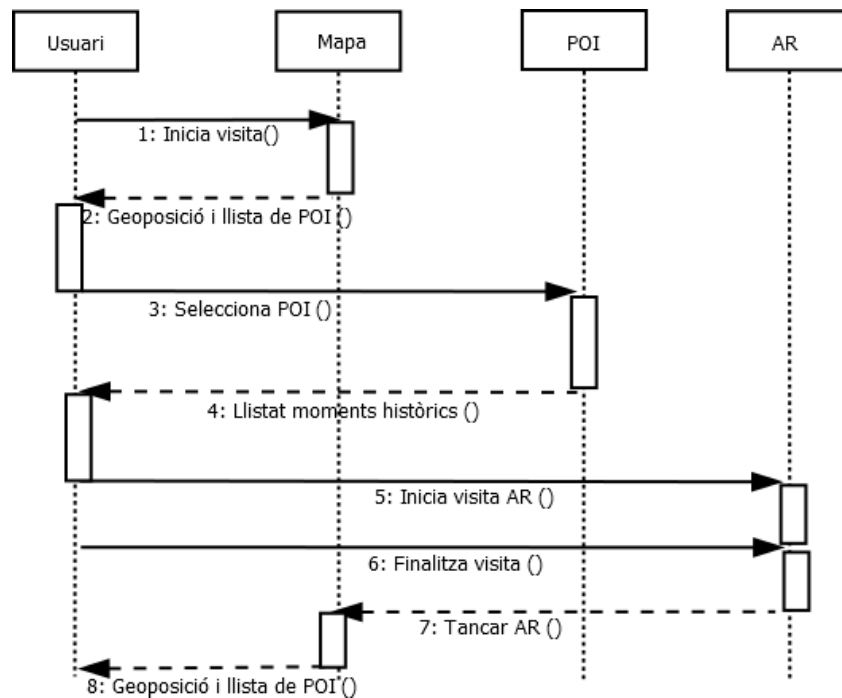 Usuari
Mapa
POI
AR
1: Inicia visita()
2: Geoposició i llista de POI ()
3: Selecciona POI ()
4: Llistat moments històrics ()
5: Inicia visita AR ()
6: Finalitza visita ()
7: Tancar AR ()
8: Geoposició i llista de POI ()